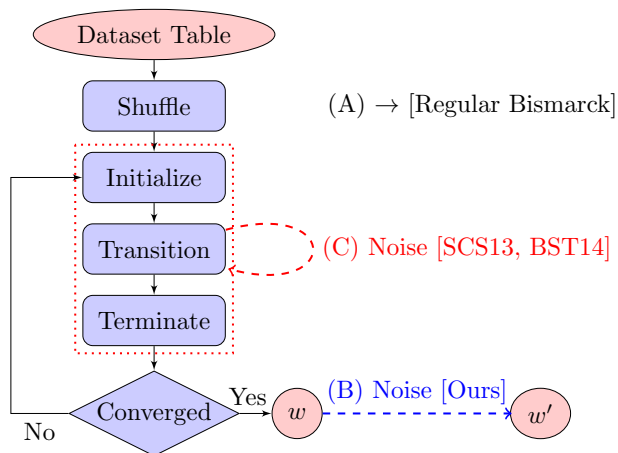 Dataset Table
Shuffle
(A) → [Regular Bismarck]
Initialize
Transition
(C) Noise [SCS13, BST14]
Terminate
Converged
Yes
w
(B) Noise [Ours]
w′
No